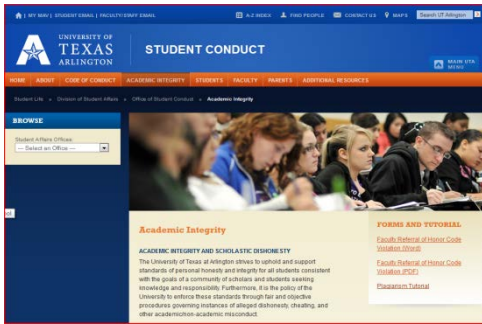 MY MAV | STUDENT EMAIL | FACULTY/STAFF EMAIL
A-Z INDEX FIND PEOPLE CONTACT US MAPS Search UT Arlington
UNIVERSITY OF
TEXAS
ARLINGTON
STUDENT CONDUCT
MAIN UTA
MENU
HOME ABOUT CODE OF CONDUCT ACADEMIC INTEGRITY STUDENTS FACULTY PARENTS ADDITIONAL RESOURCES
Student Life » Division of Student Affairs » Office of Student Conduct » Academic Integrity
BROWSE
Student Affairs Offices:
--- Select an Office ---
Academic Integrity
ACADEMIC INTEGRITY AND SCHOLASTIC DISHONESTY
The University of Texas at Arlington strives to uphold and support
standards of personal honesty and integrity for all students consistent
with the goals of a community of scholars and students seeking
knowledge and responsibility. Furthermore, it is the policy of the
University to enforce these standards through fair and objective
procedures governing instances of alleged dishonesty, cheating, and
other academic/non-academic misconduct.
FORMS AND TUTORIAL
Faculty Referral of Honor Code
Violation (Word)
Faculty Referral of Honor Code
Violation (PDF)
Plagiarism Tutorial